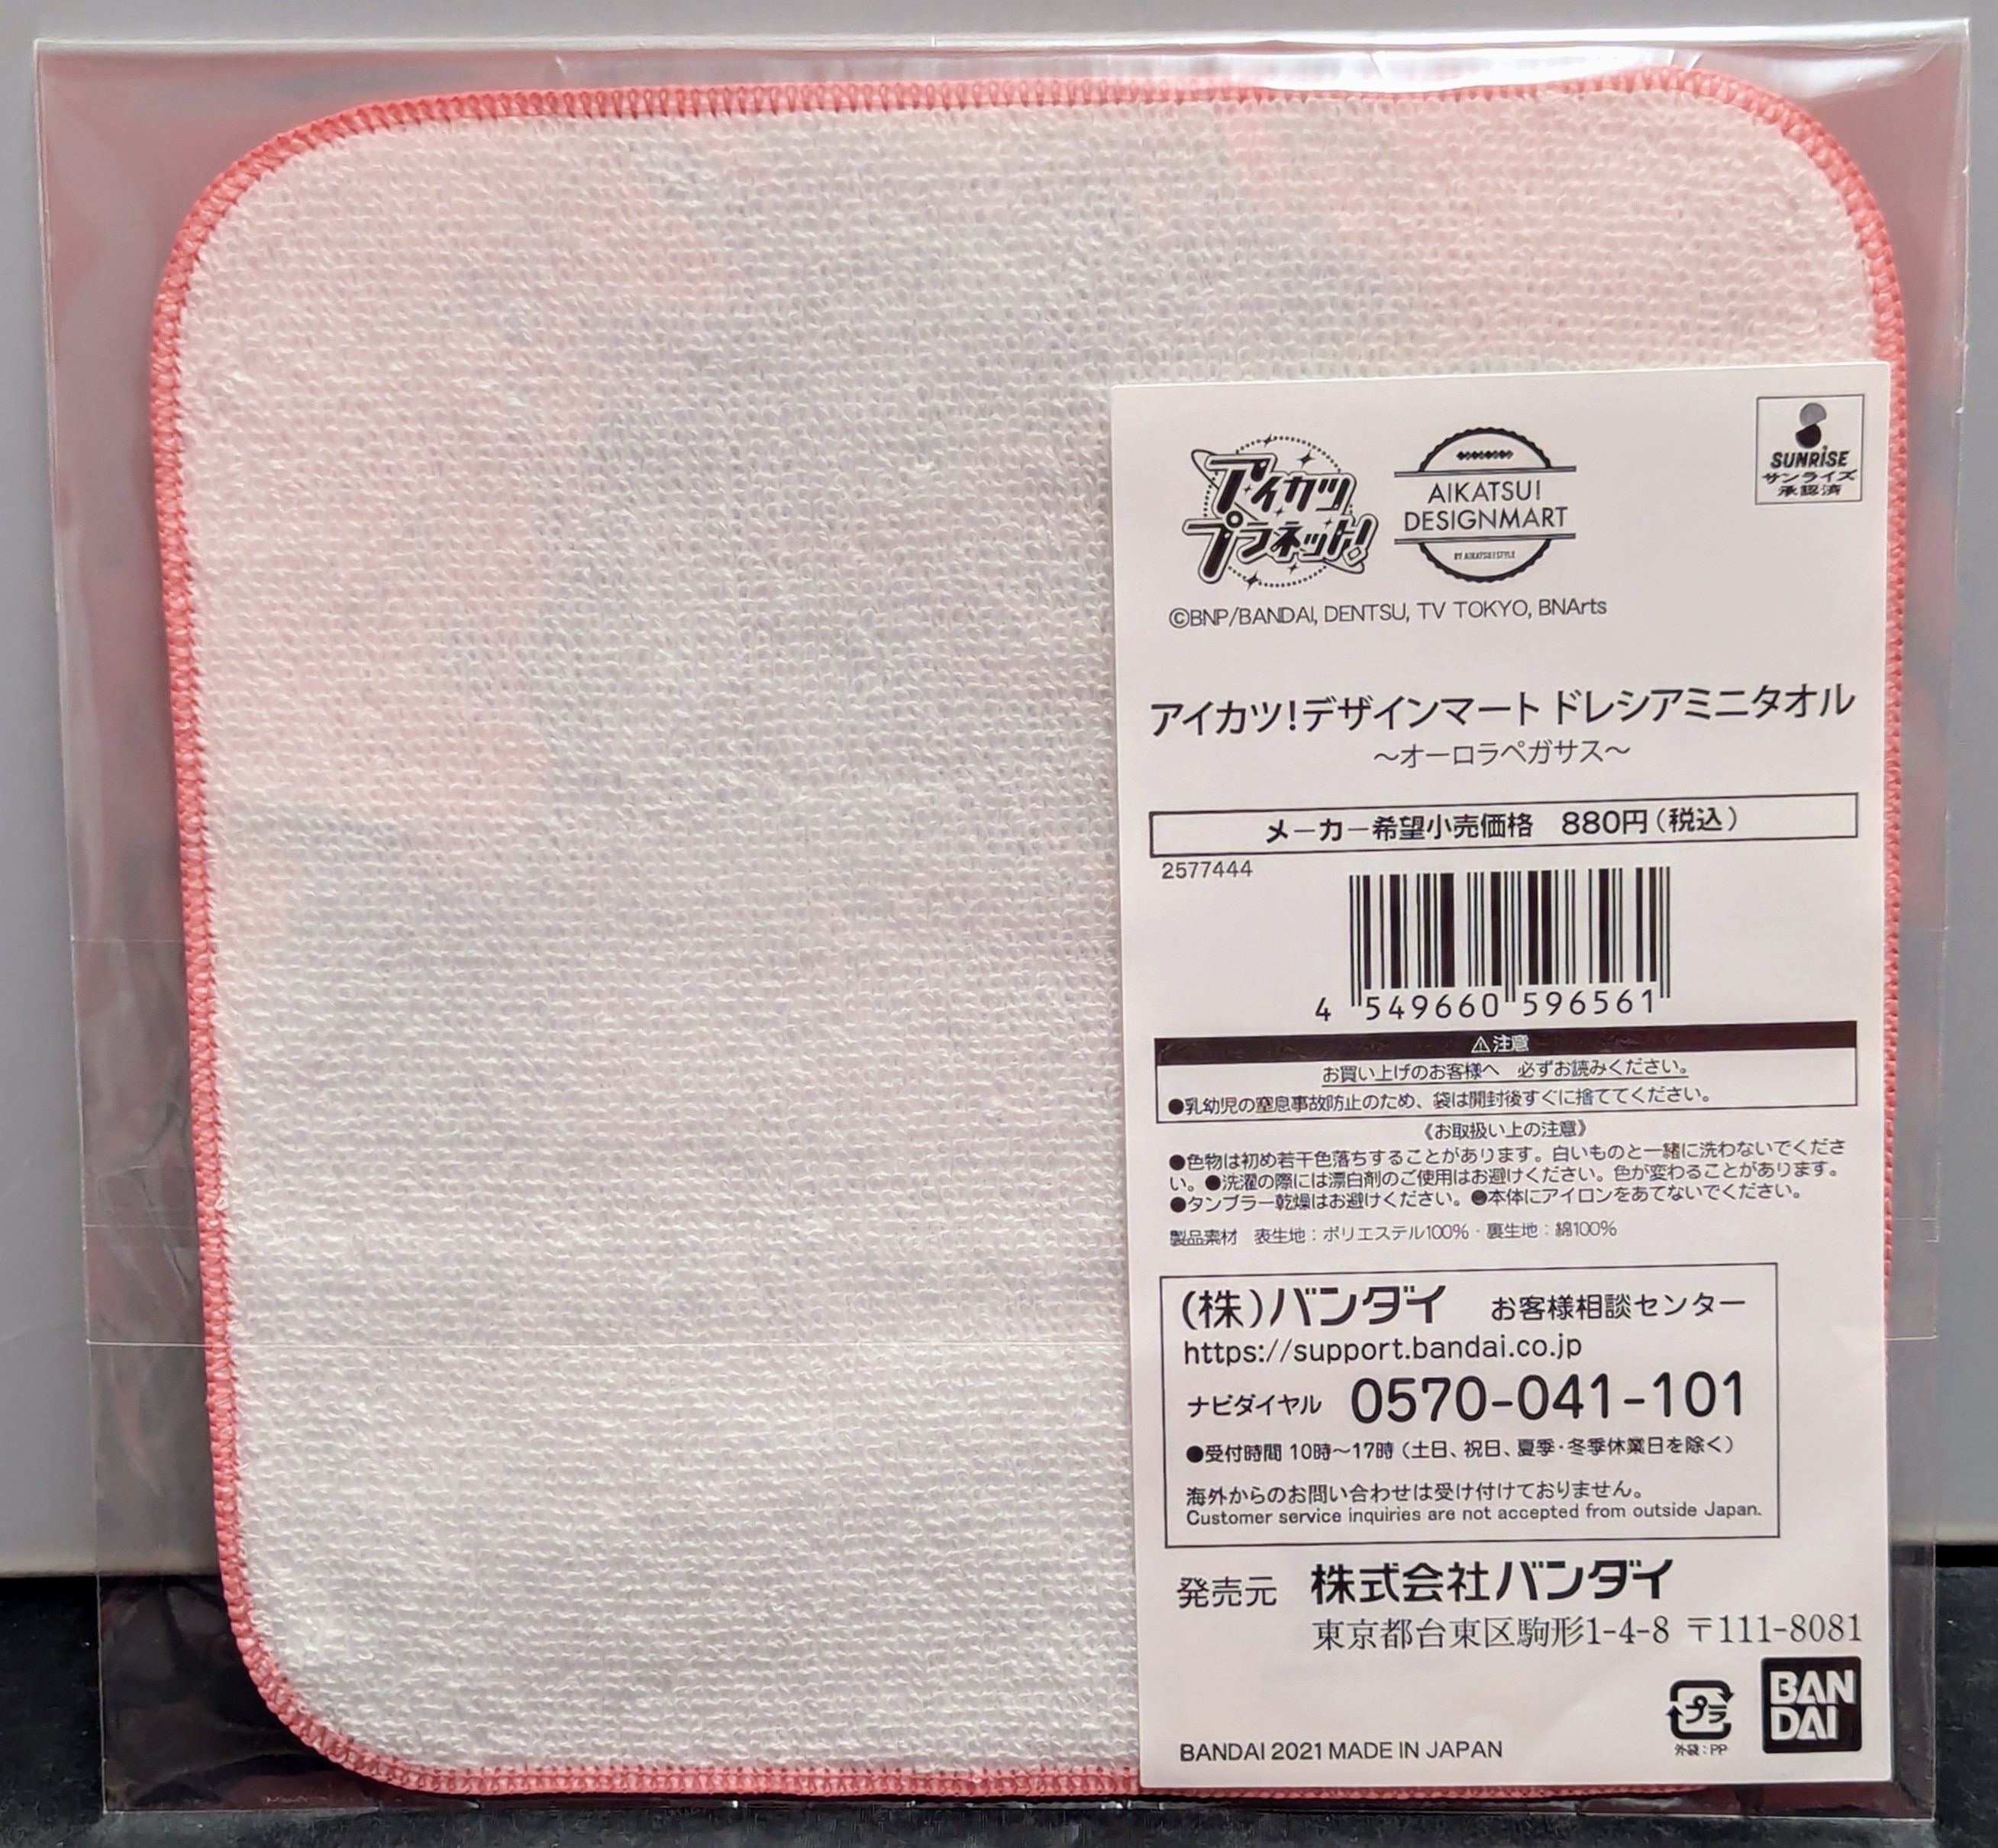 アイカツ
プラネット!
AIKATSU!
DESIGNMART
BY AIKATSU!STYLE
SUNRISE
サンライズ
承認済
©BNP/BANDAI, DENTSU, TV TOKYO, BNArts
アイカツ!デザインマート ドレシアミニタオル
〜オーロラペガサス〜
メーカー希望小売価格 880円(税込)
2577444
4 549660 596561
⚠注意
お買い上げのお客様へ 必ずお読みください。
●乳幼児の窒息事故防止のため、袋は開封後すぐに捨ててください。
《お取扱い上の注意》
●色物は初め若干色落ちすることがあります。白いものと一緒に洗わないでくださ
い。●洗濯の際には漂白剤のご使用はお避けください。色が変わることがあります。
●タンブラー乾燥はお避けください。●本体にアイロンをあてないでください。
製品素材 表生地:ポリエステル100%・裏生地:綿100%
(株)バンダイ お客様相談センター
https://support.bandai.co.jp
ナビダイヤル 0570-041-101
●受付時間 10時〜17時(土日、祝日、夏季・冬季休業日を除く)
海外からのお問い合わせは受け付けておりません。
Customer service inquiries are not accepted from outside Japan.
発売元 株式会社バンダイ
東京都台東区駒形1-4-8 〒111-8081
プラ
外袋:PP
BAN
DAI
BANDAI 2021 MADE IN JAPAN